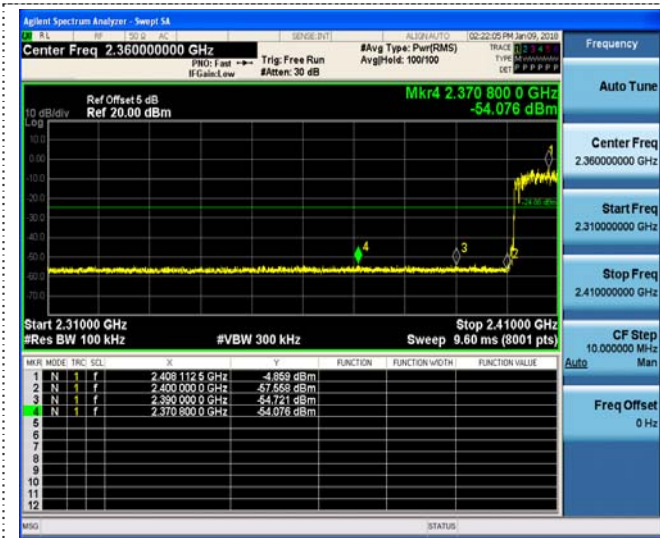 Agilent Spectrum Analyzer - Swept SA
RL RF 50 Ω AC SENSE:INT ALIGNAUTO 02:22:05 PM Jan 09, 2018
Center Freq 2.360000000 GHz
#Avg Type: Pwr(RMS)
TRACE 1 2 3 4 5 6
PNO: Fast
Trig: Free Run
Avg|Hold: 100/100
TYPE
IFGain:Low
#Atten: 30 dB
DET P P P P P P
Ref Offset 5 dB
Mkr4 2.370 800 0 GHz
10 dB/div
Ref 20.00 dBm
-54.076 dBm
Log
10.0
0.00
-10.0
-20.0
-30.0
-40.0
-50.0
-60.0
-70.0
1
-24.86 dBm
4
3
2
Start 2.31000 GHz
Stop 2.41000 GHz
#Res BW 100 kHz
#VBW 300 kHz
Sweep 9.60 ms (8001 pts)
MKR MODE TRC SCL X Y FUNCTION FUNCTION WIDTH FUNCTION VALUE
1 N 1 f 2.408 112 5 GHz -4.859 dBm
2 N 1 f 2.400 000 0 GHz -57.558 dBm
3 N 1 f 2.390 000 0 GHz -54.721 dBm
4 N 1 f 2.370 800 0 GHz -54.076 dBm
5
6
7
8
9
10
11
12
MSG
STATUS
Frequency
Auto Tune
Center Freq
2.360000000 GHz
Start Freq
2.310000000 GHz
Stop Freq
2.410000000 GHz
CF Step
10.000000 MHz
Auto Man
Freq Offset
0 Hz